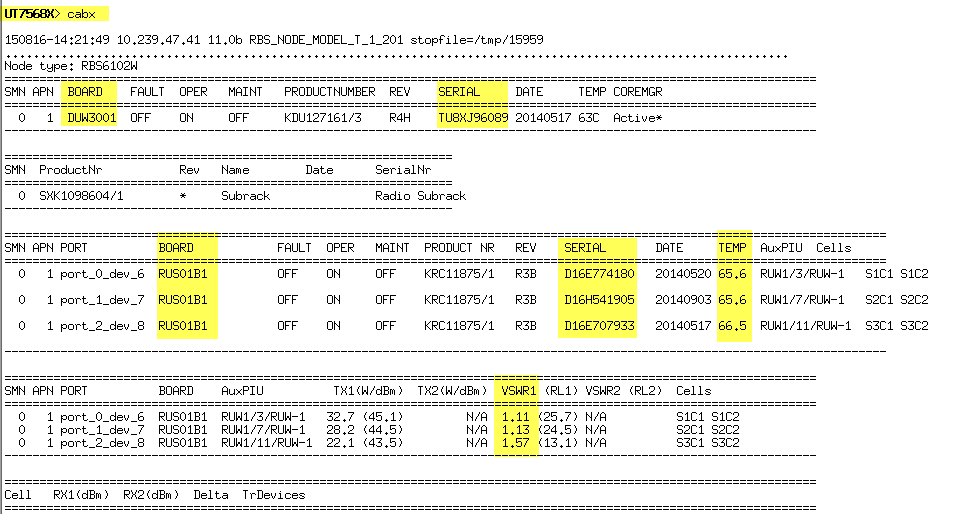 UT7568X> cabx
150816-14:21:49 10.239.47.41 11.0b RBS_NODE_MODEL_T_1_201 stopfile=/tmp/15959
Node type: RBS6102W
SMN APN BOARD FAULT OPER MAINT PRODUCTNUMBER REV SERIAL DATE TEMP COREMGR
0 1 DUW3001 OFF ON OFF KDU127161/3 R4H TU8XJ96089 20140517 63C Active*
SMN ProductNr Rev Name Date SerialNr
0 SXK1098604/1 * Subrack Radio Subrack
SMN APN PORT BOARD FAULT OPER MAINT PRODUCT NR REV SERIAL DATE TEMP AuxPIU Cells
0 1 port_0_dev_6 RUS01B1 OFF ON OFF KRC11875/1 R3B D16E774180 20140520 65.6 RUW1/3/RUW-1 S1C1 S1C2
0 1 port_1_dev_7 RUS01B1 OFF ON OFF KRC11875/1 R3B D16H541905 20140903 65.6 RUW1/7/RUW-1 S2C1 S2C2
0 1 port_2_dev_8 RUS01B1 OFF ON OFF KRC11875/1 R3B D16E707933 20140517 66.5 RUW1/11/RUW-1 S3C1 S3C2
SMN APN PORT BOARD AuxPIU TX1(W/dBm) TX2(W/dBm) VSWR1 (RL1) VSWR2 (RL2) Cells
0 1 port_0_dev_6 RUS01B1 RUW1/3/RUW-1 32.7 (45.1) N/A 1.11 (25.7) N/A S1C1 S1C2
0 1 port_1_dev_7 RUS01B1 RUW1/7/RUW-1 28.2 (44.5) N/A 1.13 (24.5) N/A S2C1 S2C2
0 1 port_2_dev_8 RUS01B1 RUW1/11/RUW-1 22.1 (43.5) N/A 1.57 (13.1) N/A S3C1 S3C2
Cell RX1(dBm) RX2(dBm) Delta TrDevices